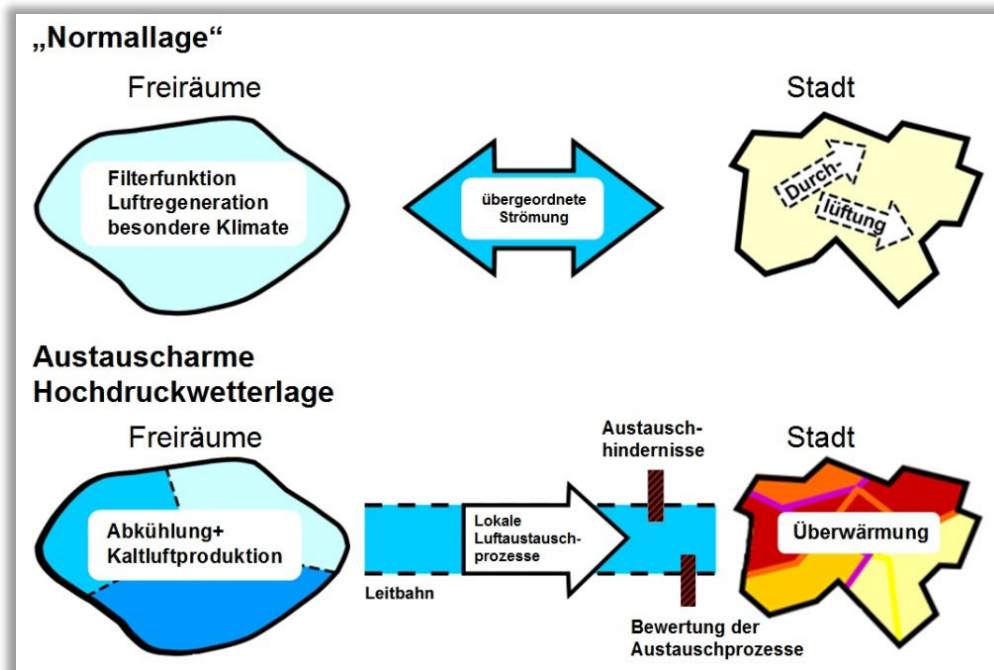 „Normallage“
Freiräume
Stadt
Filterfunktion
Luftregeneration
besondere Klimate
übergeordnete
Strömung
Durch-
lüftung
Austauscharme
Hochdruckwetterlage
Freiräume
Austausch-
hindernisse
Stadt
Abkühlung+
Kaltluftproduktion
Lokale
Luftaustausch-
prozesse
Überwärmung
Leitbahn
Bewertung der
Austauschprozesse